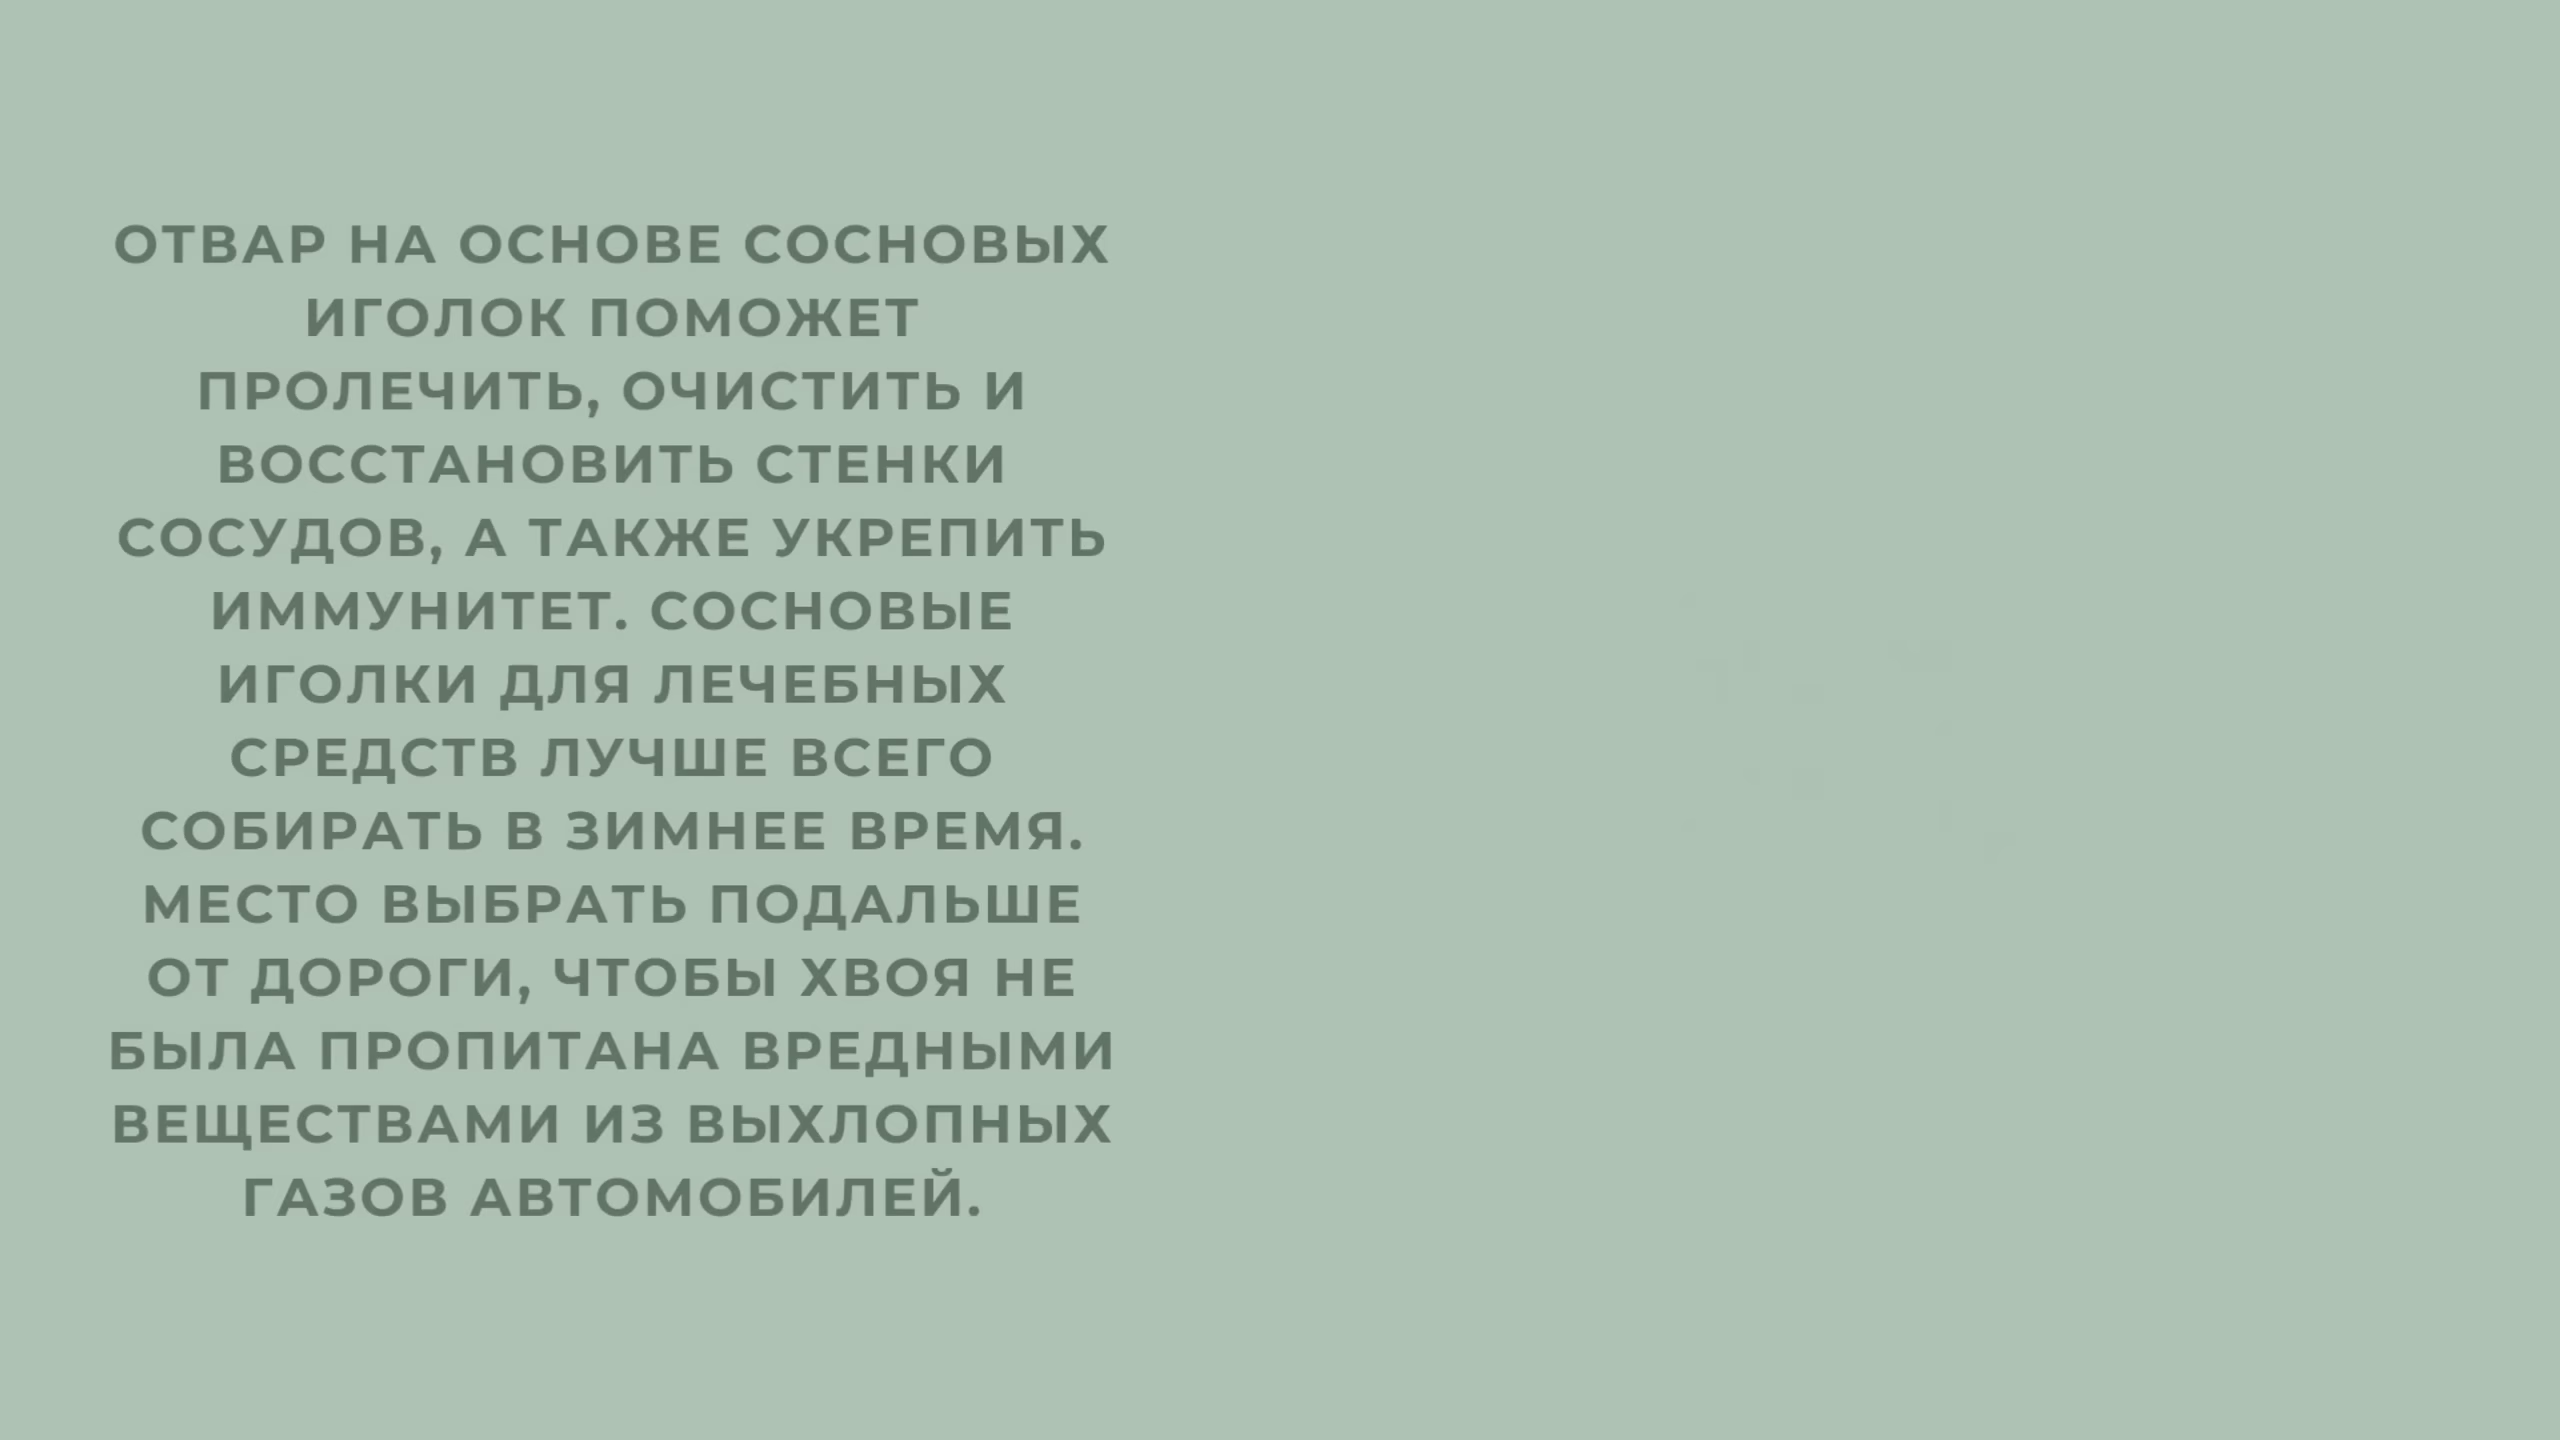 ОТВАР НА ОСНОВЕ СОСНОВЫХ
ИГОЛОК ПОМОЖЕТ
ПРОЛЕЧИТЬ, ОЧИСТИТЬ И
ВОССТАНОВИТЬ СТЕНКИ
СОСУДОВ, А ТАКЖЕ УКРЕПИТЬ
ИММУНИТЕТ. СОСНОВЫЕ
ИГОЛКИ ДЛЯ ЛЕЧЕБНЫХ
СРЕДСТВ ЛУЧШЕ ВСЕГО
СОБИРАТЬ В ЗИМНЕЕ ВРЕМЯ.
МЕСТО ВЫБРАТЬ ПОДАЛЬШЕ
ОТ ДОРОГИ, ЧТОБЫ ХВОЯ НЕ
БЫЛА ПРОПИТАНА ВРЕДНЫМИ
ВЕЩЕСТВАМИ ИЗ ВЫХЛОПНЫХ
ГАЗОВ АВТОМОБИЛЕЙ.